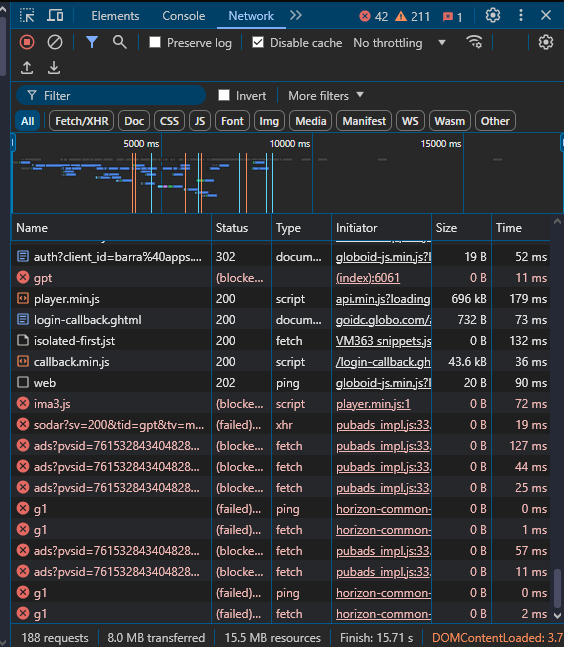 Elements Console Network 42 211 1
Preserve log Disable cache No throttling
Filter Invert More filters
All Fetch/XHR Doc CSS JS Font Img Media Manifest WS Wasm Other
5000 ms 10000 ms 15000 ms
Name Status Type Initiator Size Time
auth?client_id=barra%40apps.... 302 docum... globoid-js.min.js?l 19 B 52 ms
gpt (blocke... (index):6061 0 B 11 ms
player.min.js 200 script api.min.js?loading 696 kB 179 ms
login-callback.ghtml 200 docum... goidc.globo.com/a 732 B 73 ms
isolated-first.jst 200 fetch VM363 snippets.js 0 B 132 ms
callback.min.js 200 script /login-callback.gh 43.6 kB 36 ms
web 202 ping globoid-js.min.js?l 20 B 90 ms
ima3.js (blocke... script player.min.js:1 0 B 72 ms
sodar?sv=200&tid=gpt&tv=m... (failed)... xhr pubads_impl.js:33 0 B 19 ms
ads?pvsid=761532843404828... (blocke... fetch pubads_impl.js:33 0 B 127 ms
ads?pvsid=761532843404828... (blocke... fetch pubads_impl.js:33 0 B 44 ms
ads?pvsid=761532843404828... (blocke... fetch pubads_impl.js:33 0 B 25 ms
g1 (failed)... ping horizon-common- 0 B 0 ms
g1 (failed)... fetch horizon-common- 0 B 1 ms
ads?pvsid=761532843404828... (blocke... fetch pubads_impl.js:33 0 B 57 ms
ads?pvsid=761532843404828... (blocke... fetch pubads_impl.js:33 0 B 11 ms
g1 (failed)... ping horizon-common- 0 B 0 ms
g1 (failed)... fetch horizon-common- 0 B 2 ms
188 requests 8.0 MB transferred 15.5 MB resources Finish: 15.71 s DOMContentLoaded: 3.7